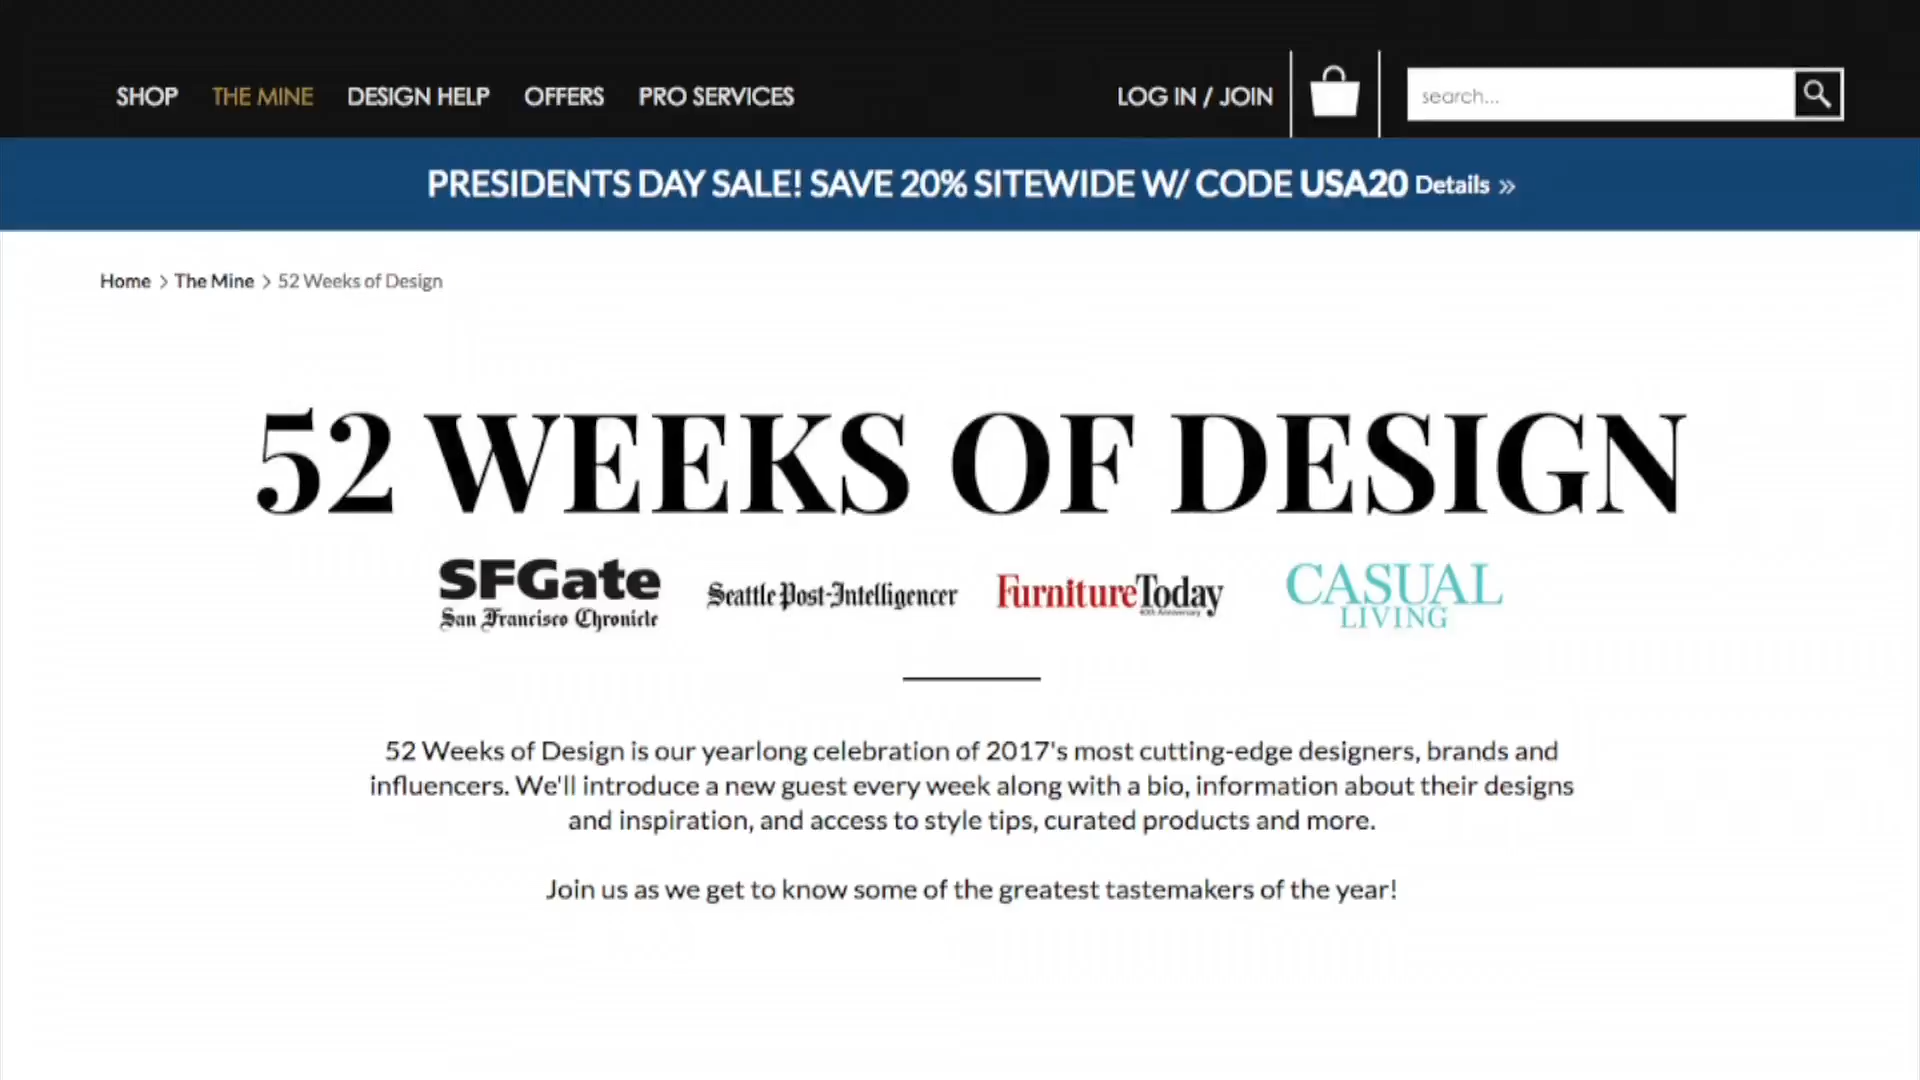 SHOP THE MINE DESIGN HELP OFFERS PRO SERVICES LOG IN / JOIN search...
PRESIDENTS DAY SALE! SAVE 20% SITEWIDE W/ CODE USA20 Details »
Home > The Mine > 52 Weeks of Design
52 WEEKS OF DESIGN
SFGate
San Francisco Chronicle
Seattle Post-Intelligencer
FurnitureToday
40th Anniversary
CASUAL
LIVING
52 Weeks of Design is our yearlong celebration of 2017's most cutting-edge designers, brands and
influencers. We'll introduce a new guest every week along with a bio, information about their designs
and inspiration, and access to style tips, curated products and more.
Join us as we get to know some of the greatest tastemakers of the year!